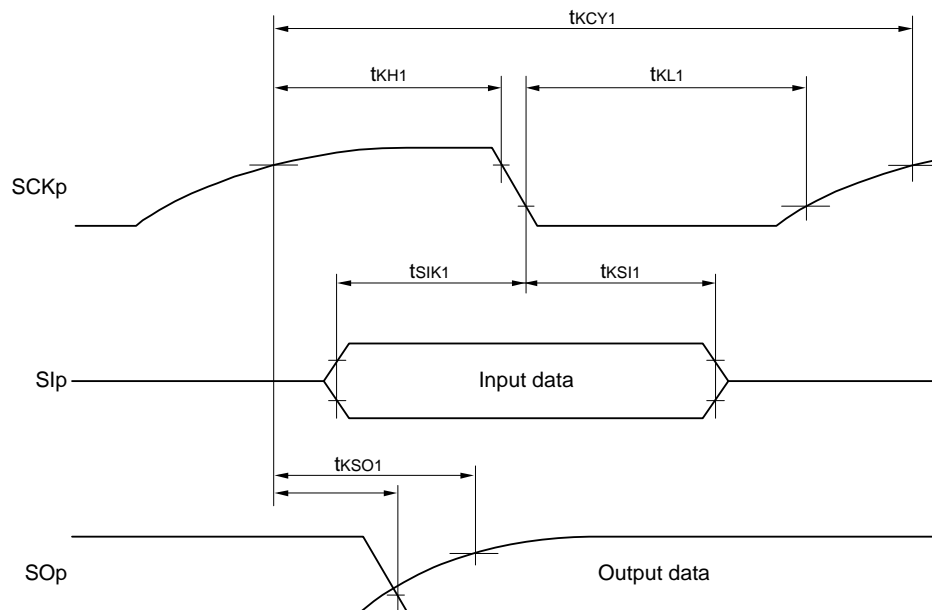 tKCY1
tKH1
tKL1
SCKp
tSIK1
tKSI1
SIp
Input data
tKSO1
SOp
Output data